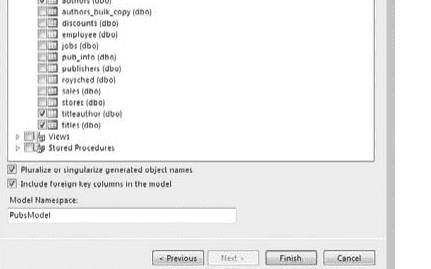 authors (dbo)
authors_bulk_copy (dbo)
discounts (dbo)
employee (dbo)
jobs (dbo)
pub_info (dbo)
publishers (dbo)
roysched (dbo)
sales (dbo)
stores (dbo)
titleauthor (dbo)
titles (dbo)
Views
Stored Procedures
Pluralize or singularize generated object names
Include foreign key columns in the model
Model Namespace:
PubsModel
< Previous Next > Finish Cancel